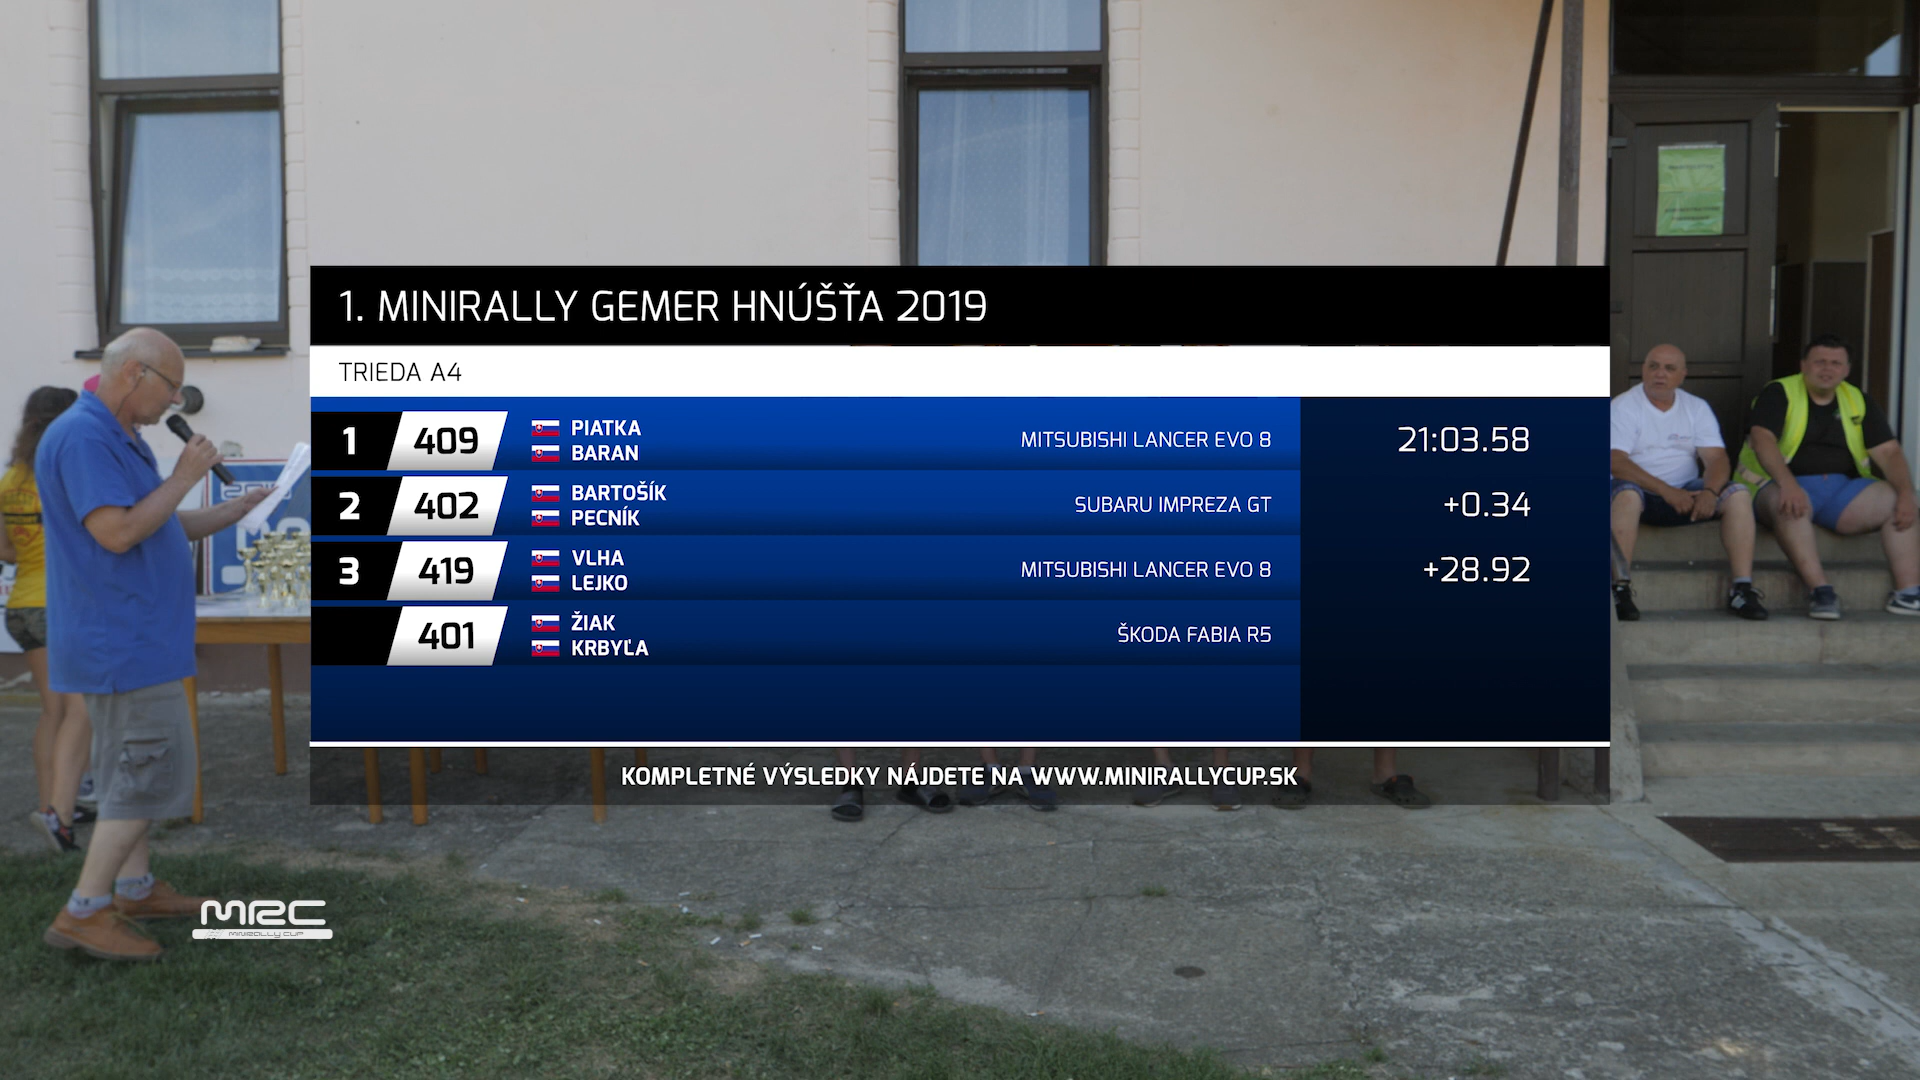 1. MINIRALLY GEMER HNÚŠŤA 2019
TRIEDA A4
1 409 PIATKA BARAN MITSUBISHI LANCER EVO 8 21:03.58
2 402 BARTOŠÍK PECNÍK SUBARU IMPREZA GT +0.34
3 419 VLHA LEJKO MITSUBISHI LANCER EVO 8 +28.92
401 ŽIAK KRBYĽA ŠKODA FABIA R5
KOMPLETNÉ VÝSLEDKY NÁJDETE NA WWW.MINIRALLYCUP.SK
MRC
MINIRALLY CUP